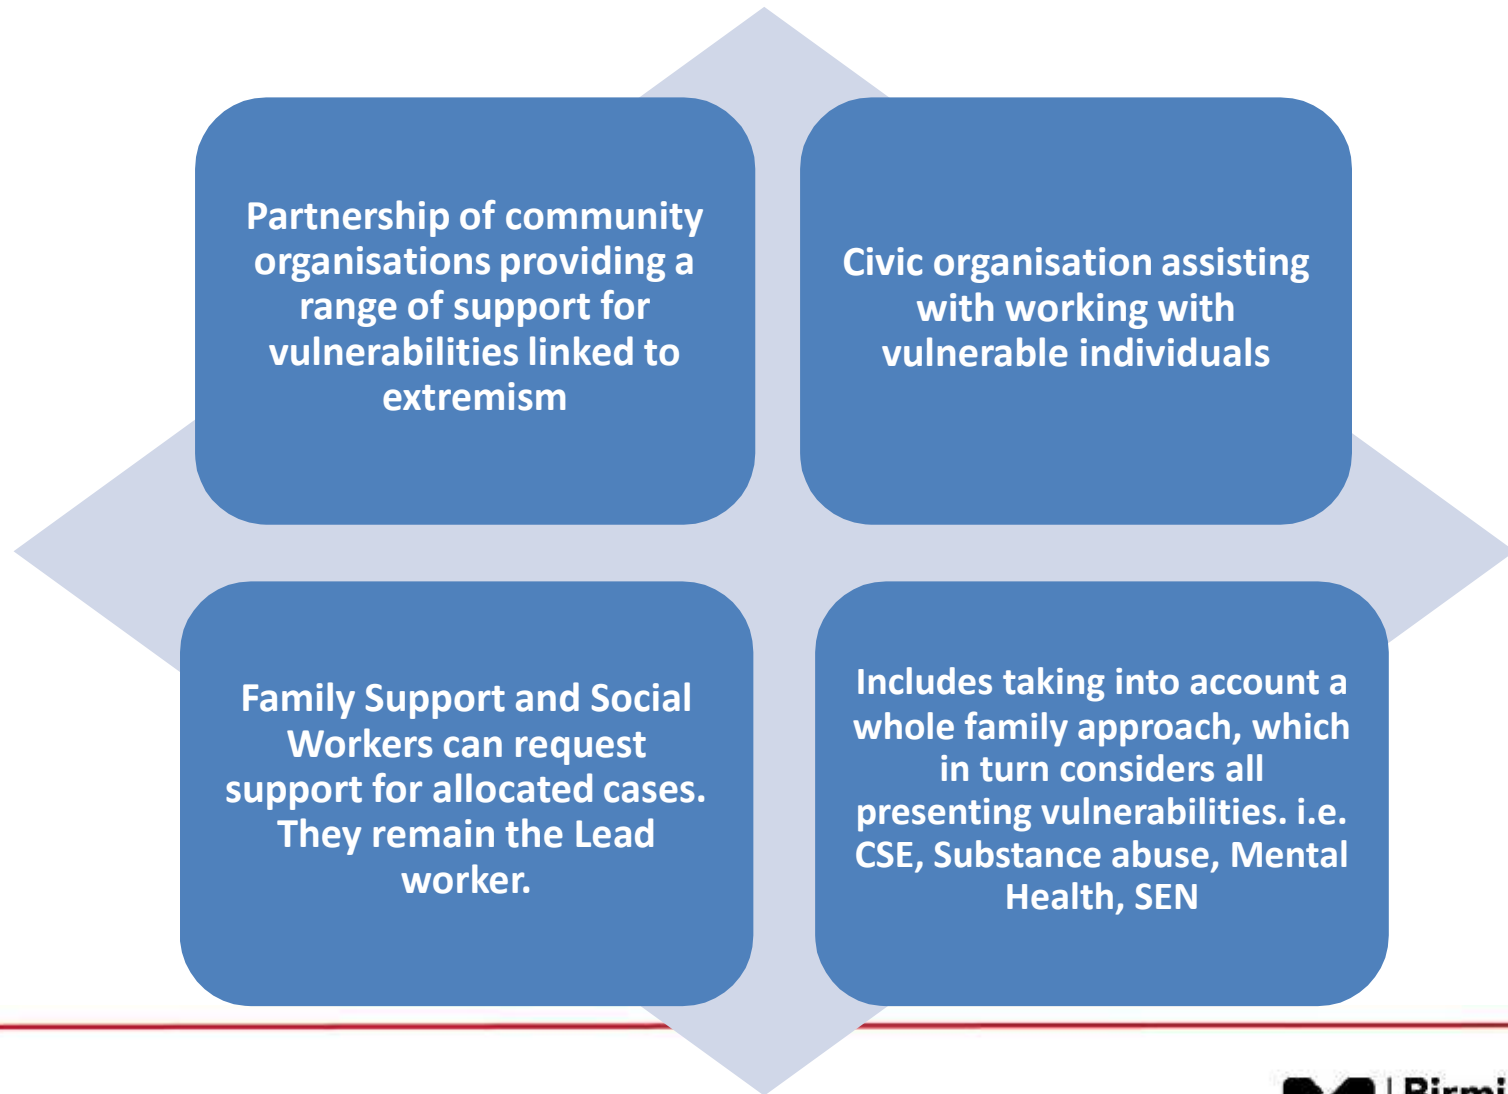 Partnership of community
organisations providing a
range of support for
vulnerabilities linked to
extremism
Civic organisation assisting
with working with
vulnerable individuals
Family Support and Social
Workers can request
support for allocated cases.
They remain the Lead
worker.
Includes taking into account a
whole family approach, which
in turn considers all
presenting vulnerabilities. i.e.
CSE, Substance abuse, Mental
Health, SEN